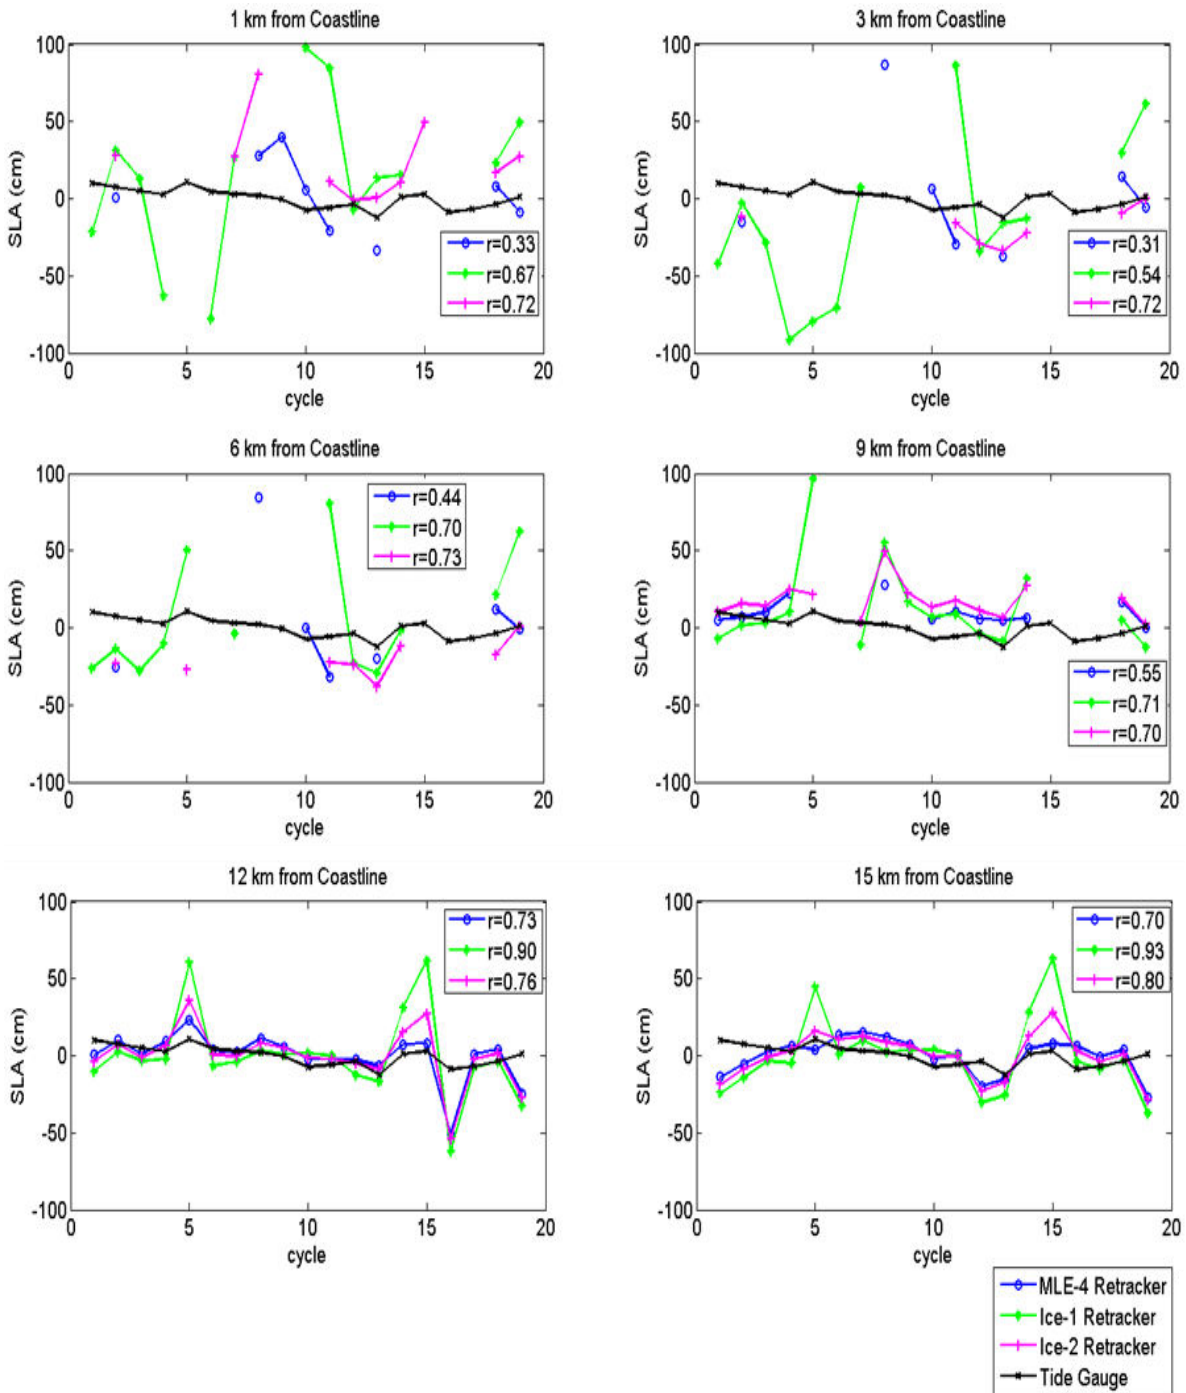 1 km from Coastline
100
50
0
-50
-100
SLA (cm)
r=0.33
r=0.67
r=0.72
0
5
10
15
20
cycle
3 km from Coastline
100
50
0
-50
-100
SLA (cm)
r=0.31
r=0.54
r=0.72
0
5
10
15
20
cycle
6 km from Coastline
100
50
0
-50
-100
SLA (cm)
r=0.44
r=0.70
r=0.73
0
5
10
15
20
cycle
9 km from Coastline
100
50
0
-50
-100
SLA (cm)
r=0.55
r=0.71
r=0.70
0
5
10
15
20
cycle
12 km from Coastline
100
50
0
-50
-100
SLA (cm)
r=0.73
r=0.90
r=0.76
0
5
10
15
20
cycle
15 km from Coastline
100
50
0
-50
-100
SLA (cm)
r=0.70
r=0.93
r=0.80
0
5
10
15
20
cycle
MLE-4 Retracker
Ice-1 Retracker
Ice-2 Retracker
Tide Gauge